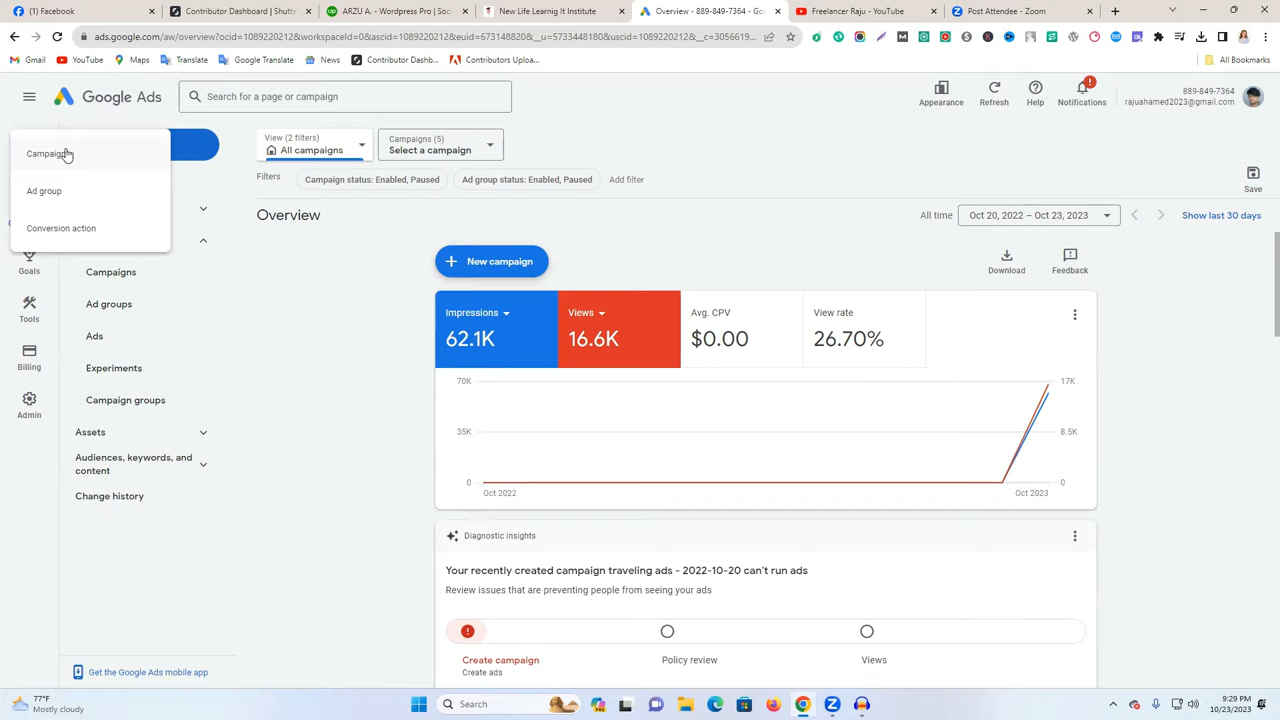 Facebook
Contributor Dashboard | Shutte
ARZU A. - Wordpress Pro | Soci
New Life Learnig It Institute
Overview - 889-849-7364 - Goo
Freelancer Raju - YouTube
Post Attendee - Zoom
ads.google.com/aw/overview?ocid=1089220212&workspaceId=0&ascid=1089220212&euid=673148820&__u=5733448180&uscid=1089220212&__c=3056619...
Gmail
YouTube
Maps
Translate
Google Translate
News
Contributor Dashb...
Contributors Uploa...
All Bookmarks
Google Ads
Search for a page or campaign
Appearance
Refresh
Help
Notifications
889-849-7364
rajuahamed2023@gmail.com
Campaign
Ad group
Conversion action
View (2 filters)
All campaigns
Campaigns (5)
Select a campaign
Filters
Campaign status: Enabled, Paused
Ad group status: Enabled, Paused
Add filter
Save
Overview
All time
Oct 20, 2022 – Oct 23, 2023
Show last 30 days
Goals
Tools
Billing
Admin
Campaigns
Ad groups
Ads
Experiments
Campaign groups
Assets
Audiences, keywords, and
content
Change history
New campaign
Download
Feedback
Impressions
62.1K
Views
16.6K
Avg. CPV
$0.00
View rate
26.70%
70K
17K
35K
8.5K
0
0
Oct 2022
Oct 2023
Diagnostic insights
Your recently created campaign traveling ads - 2022-10-20 can't run ads
Review issues that are preventing people from seeing your ads
Create campaign
Create ads
Policy review
Views
Get the Google Ads mobile app
77°F
Mostly cloudy
Search
9:29 PM
10/23/2023